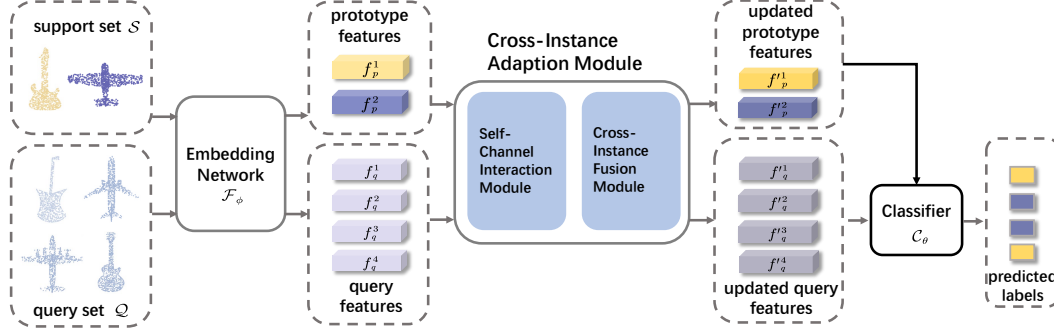 support set 𝒮
query set 𝒬
Embedding
Network
ℱ_ϕ
prototype
features
f_p^1
f_p^2
f_q^1
f_q^2
f_q^3
f_q^4
query
features
Cross-Instance
Adaption Module
Self-
Channel
Interaction
Module
Cross-
Instance
Fusion
Module
updated
prototype
features
f'_p^1
f'_p^2
f'_q^1
f'_q^2
f'_q^3
f'_q^4
updated query
features
Classifier
𝒞_θ
predicted
labels